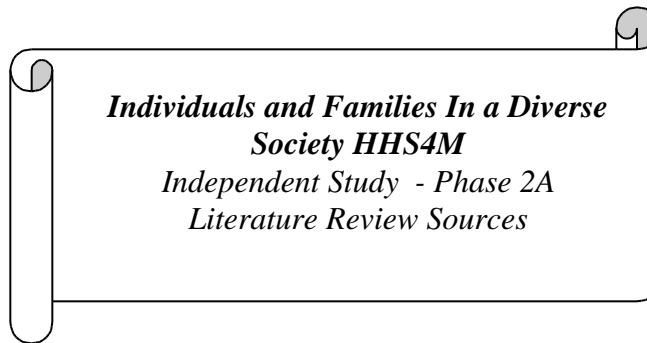 Individuals and Families In a Diverse
Society HHS4M
Independent Study - Phase 2A
Literature Review Sources